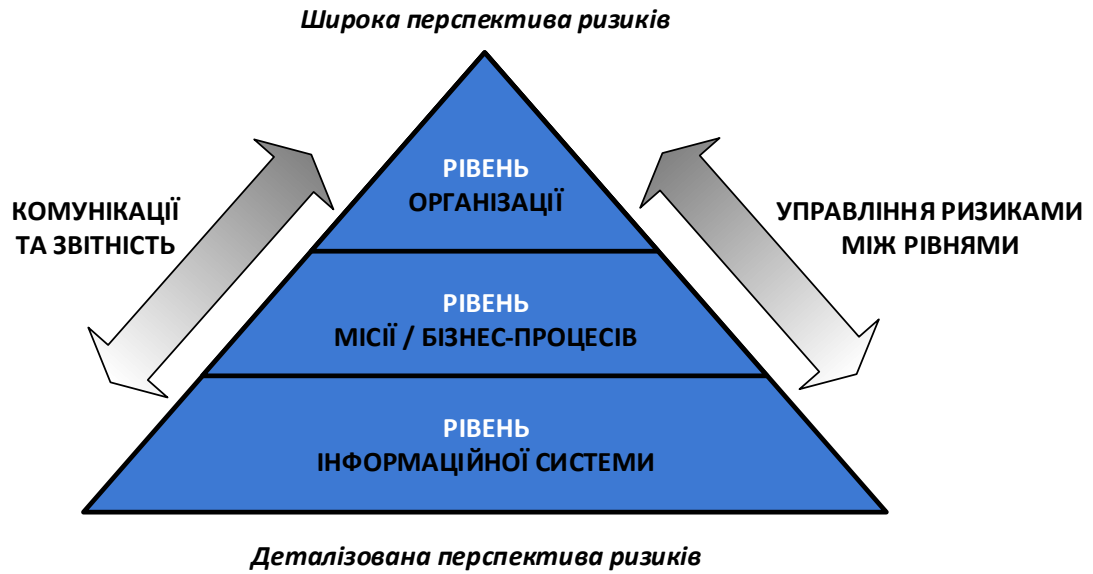 Широка перспектива ризиків
РІВЕНЬ
ОРГАНІЗАЦІЇ
КОМУНІКАЦІЇ
ТА ЗВІТНІСТЬ
УПРАВЛІННЯ РИЗИКАМИ
МІЖ РІВНЯМИ
РІВЕНЬ
МІСІЇ / БІЗНЕС-ПРОЦЕСІВ
РІВЕНЬ
ІНФОРМАЦІЙНОЇ СИСТЕМИ
Деталізована перспектива ризиків